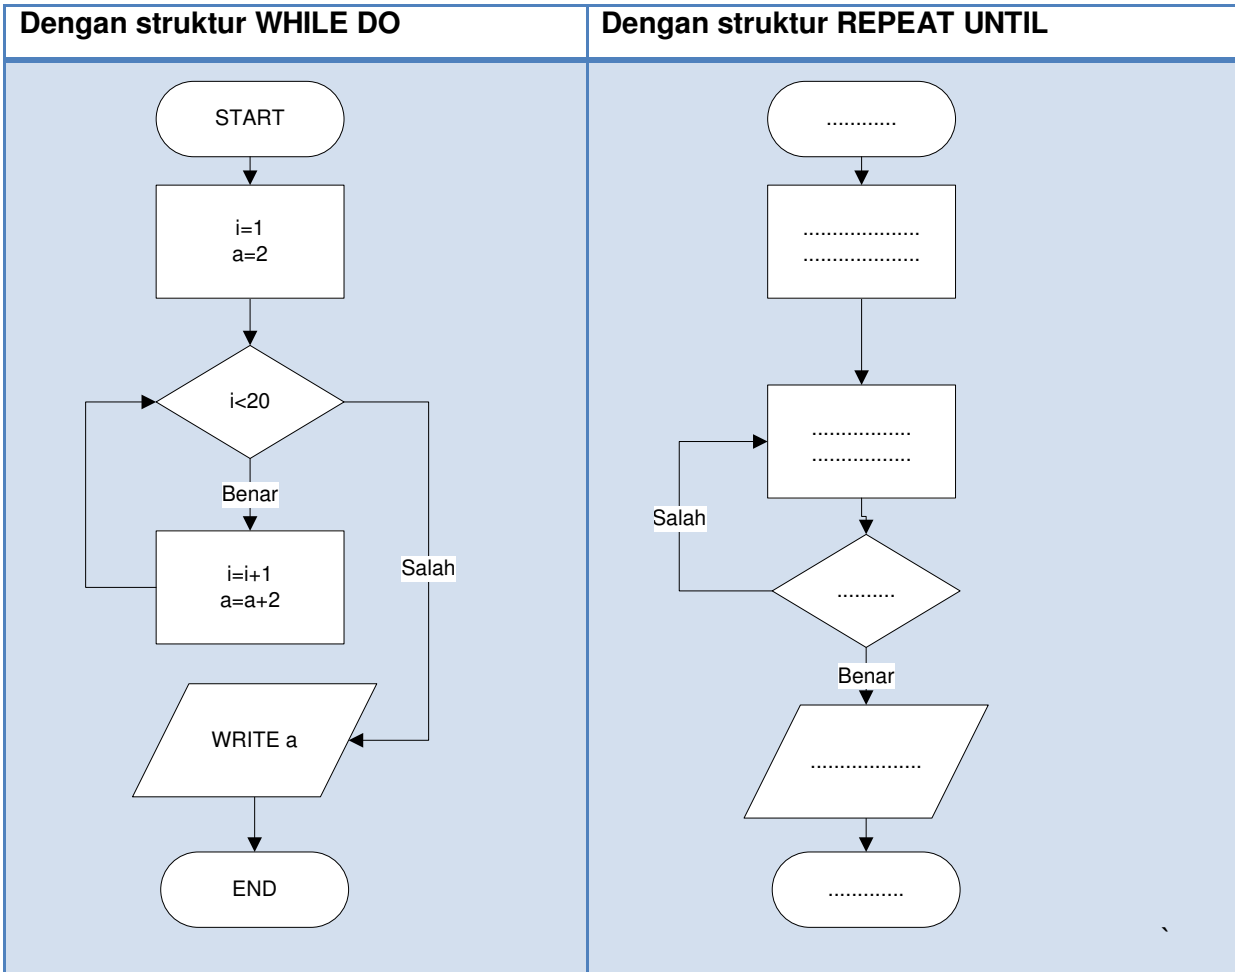 Dengan struktur WHILE DO
Dengan struktur REPEAT UNTIL
START
i=1
a=2
i<20
Benar
i=i+1
a=a+2
Salah
WRITE a
END
............
....................
....................
.................
.................
Salah
..........
Benar
...................
.............
`